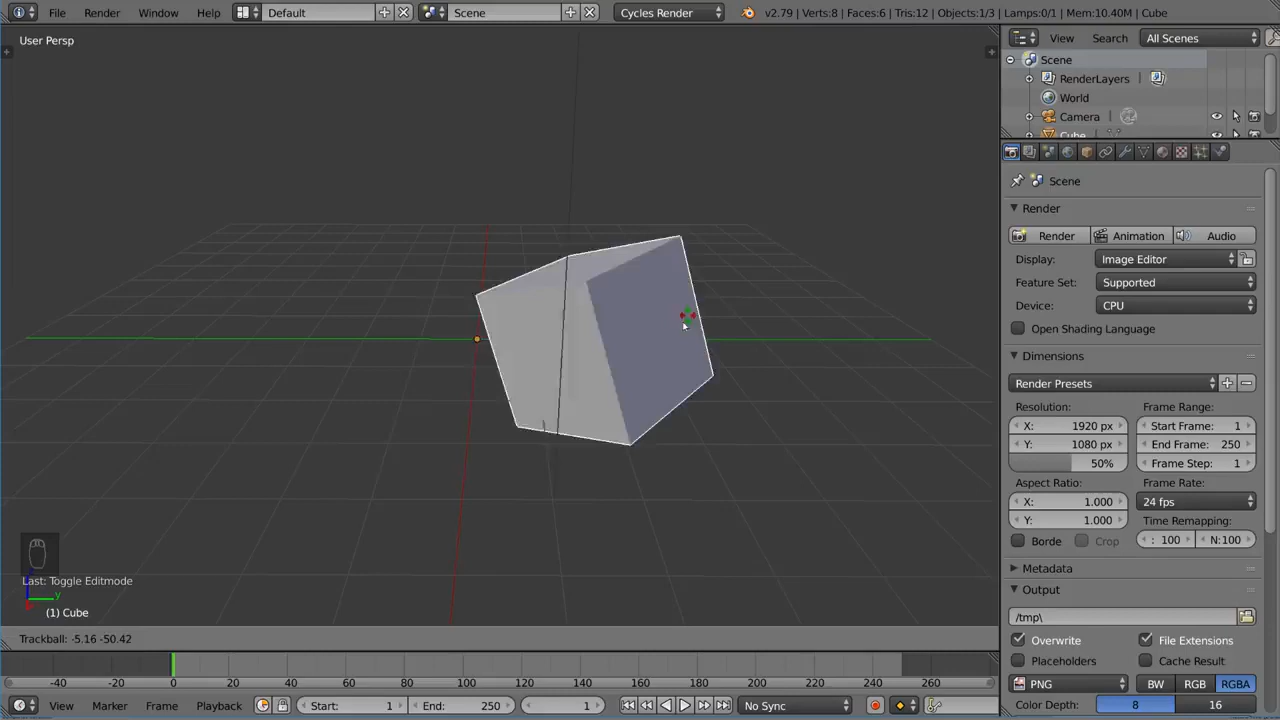 File Render Window Help Default Scene Cycles Render v2.79 | Verts:8 | Faces:6 | Tris:12 | Objects:1/3 | Lamps:0/1 | Mem:10.40M | Cube
User Persp
View Search All Scenes
Scene
RenderLayers
World
Camera
Cube
Scene
Render
Render Animation Audio
Display: Image Editor
Feature Set: Supported
Device: CPU
Open Shading Language
Dimensions
Render Presets
Resolution: Frame Range:
X: 1920 px Start Frame: 1
Y: 1080 px End Frame: 250
50% Frame Step: 1
Aspect Ratio: Frame Rate:
X: 1.000 24 fps
Y: 1.000 Time Remapping:
Borde Crop : 100 N:100
Metadata
Output
/tmp\
Overwrite File Extensions
Placeholders Cache Result
PNG BW RGB RGBA
Color Depth: 8 16
Last: Toggle Editmode
y
(1) Cube
Trackball: -5.16 -50.42
-40 -20 0 20 40 60 80 100 120 140 160 180 200 220 240 260
View Marker Frame Playback Start: 1 End: 250 1 No Sync